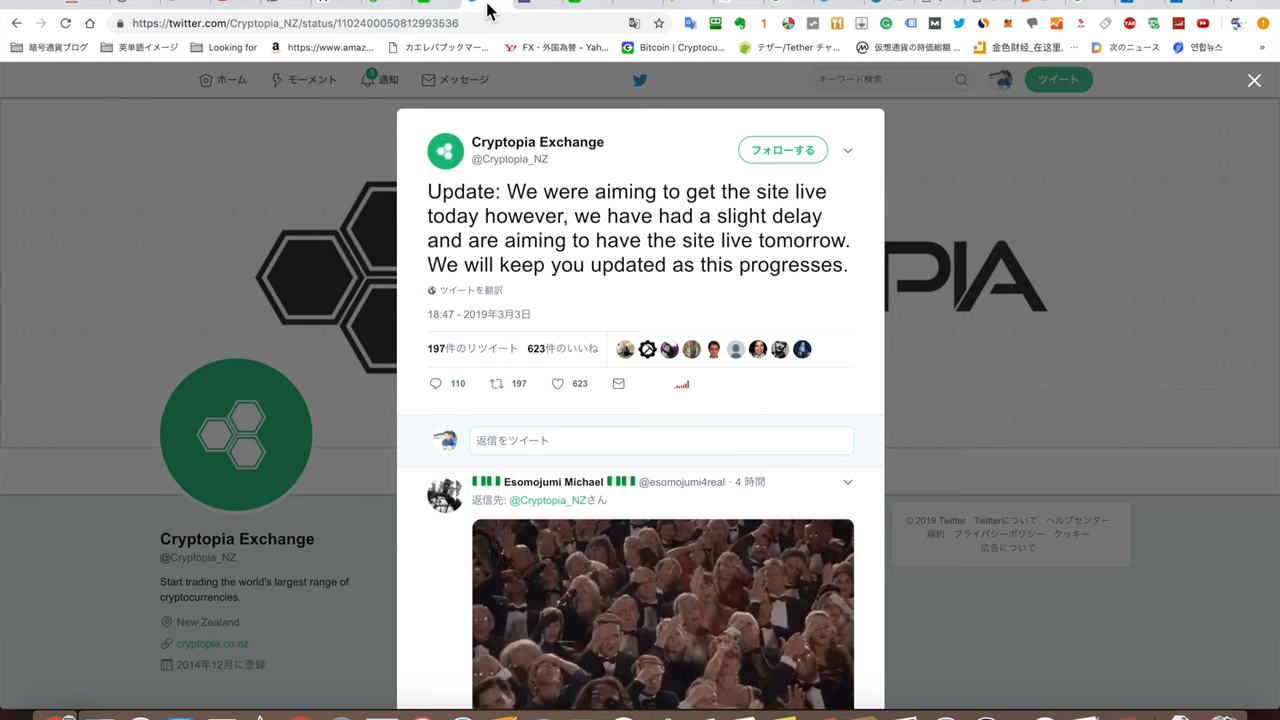 https://twitter.com/Cryptopia_NZ/status/1102400050812993536
暗号通貨ブログ
英単語イメージ
Looking for
https://www.amaz...
カエレバブックマー...
FX・外国為替 - Yah...
Bitcoin | Cryptocu...
テザー/Tether チャ...
仮想通貨の時価総額 ...
金色财经_在这里, ...
次のニュース
연합뉴스
»
ホーム
モーメント
3
通知
メッセージ
キーワード検索
ツイート
Cryptopia Exchange
@Cryptopia_NZ
フォローする
Update: We were aiming to get the site live
today however, we have had a slight delay
and are aiming to have the site live tomorrow.
We will keep you updated as this progresses.
ツイートを翻訳
18:47 - 2019年3月3日
197件のリツイート 623件のいいね
110 197 623
返信をツイート
Esomojumi Michael @esomojumi4real · 4 時間
返信先: @Cryptopia_NZさん
PIA
Cryptopia Exchange
@Cryptopia_NZ
Start trading the world's largest range of
cryptocurrencies.
New Zealand
cryptopia.co.nz
2014年12月に登録
© 2019 Twitter Twitterについて ヘルプセンター
規約 プライバシーポリシー クッキー
広告について